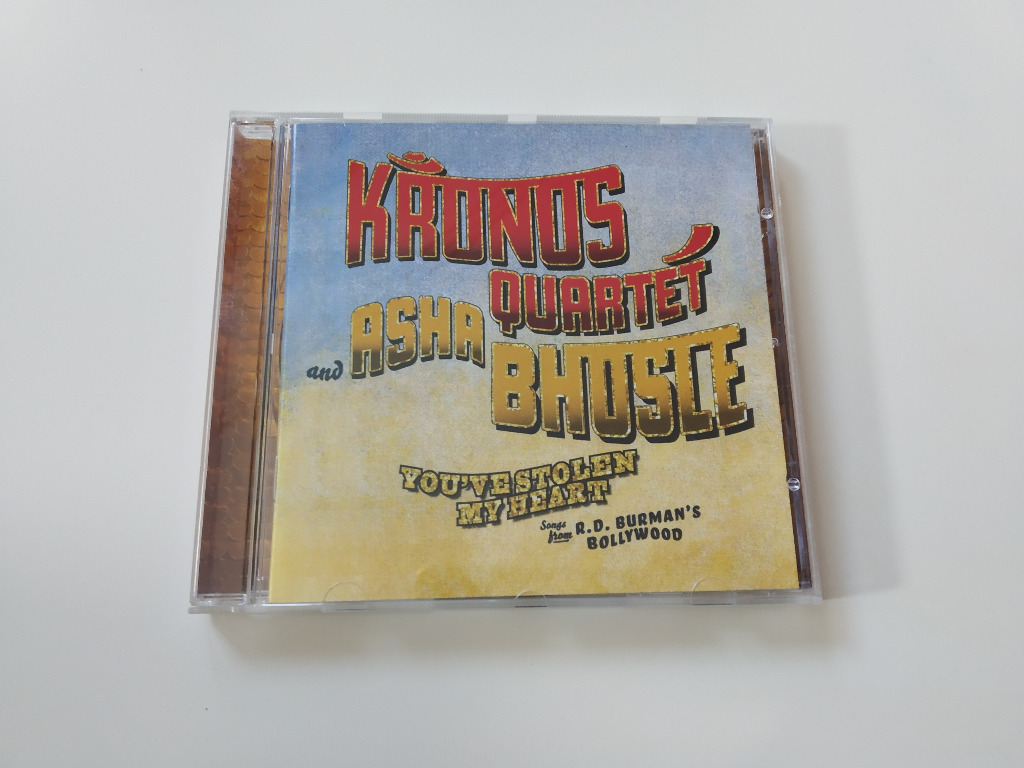 KRONOS
QUARTET
and ASHA
BHOSLE
YOU'VE STOLEN
MY HEART
Songs from R.D. BURMAN'S
BOLLYWOOD